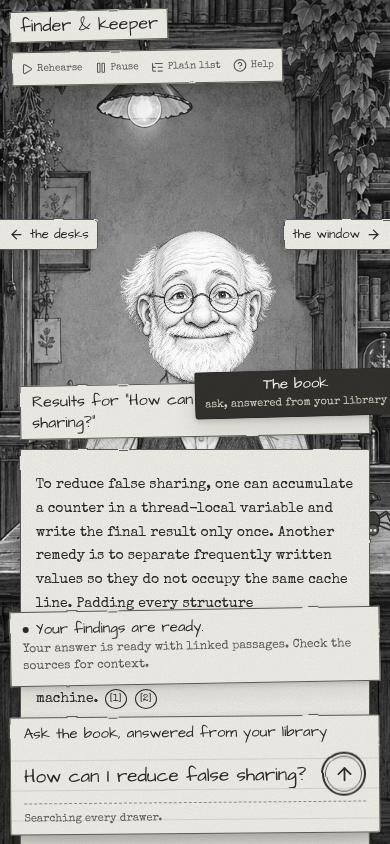 finder & keeper
Rehearse Pause Plain list Help
the desks
the window
The book
ask, answered from your library
Results for "How can
sharing?"
To reduce false sharing, one can accumulate
a counter in a thread-local variable and
write the final result only once. Another
remedy is to separate frequently written
values so they do not occupy the same cache
line. Padding every structure
Your findings are ready.
Your answer is ready with linked passages. Check the
sources for context.
machine. [1] [2]
Ask the book, answered from your library
How can I reduce false sharing?
Searching every drawer.